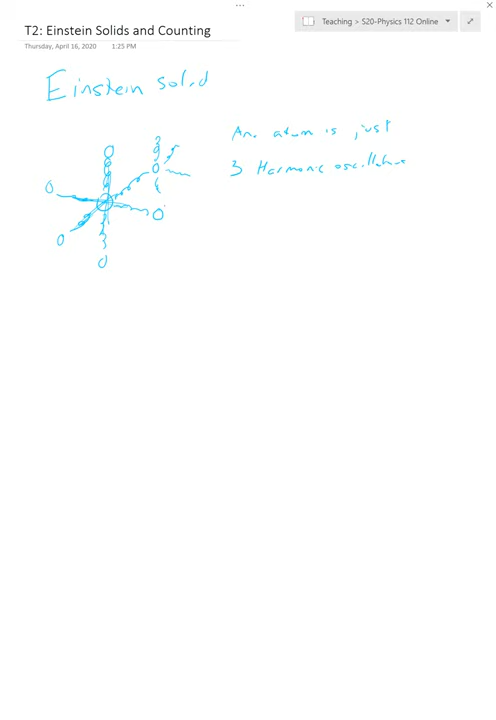 Teaching > S20-Physics 112 Online
T2: Einstein Solids and Counting
Thursday, April 16, 2020 1:25 PM
Einstein solid
An atom is just
3 Harmonic oscillators